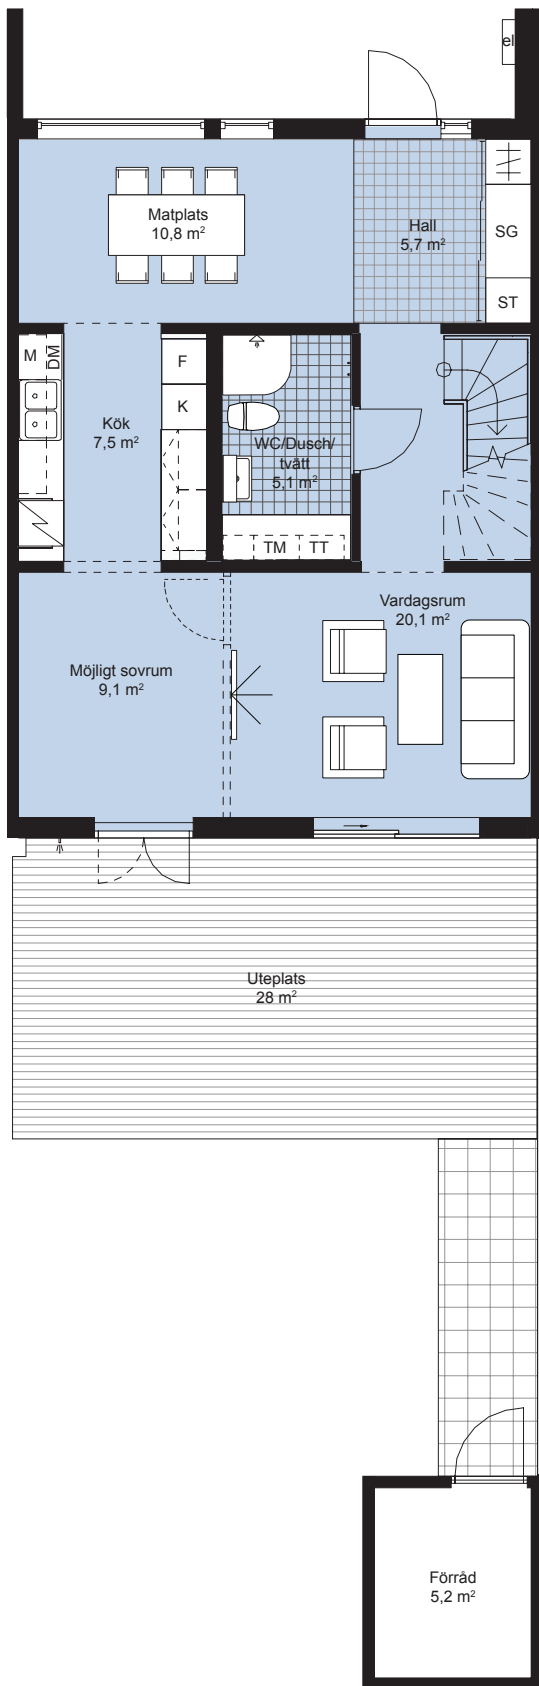 el
Matplats
10,8 m²
Hall
5,7 m²
SG
ST
M
DM
F
K
Kök
7,5 m²
WC/Dusch/
tvätt
5,1 m²
TM
TT
Vardagsrum
20,1 m²
Möjligt sovrum
9,1 m²
Uteplats
28 m²
Förråd
5,2 m²